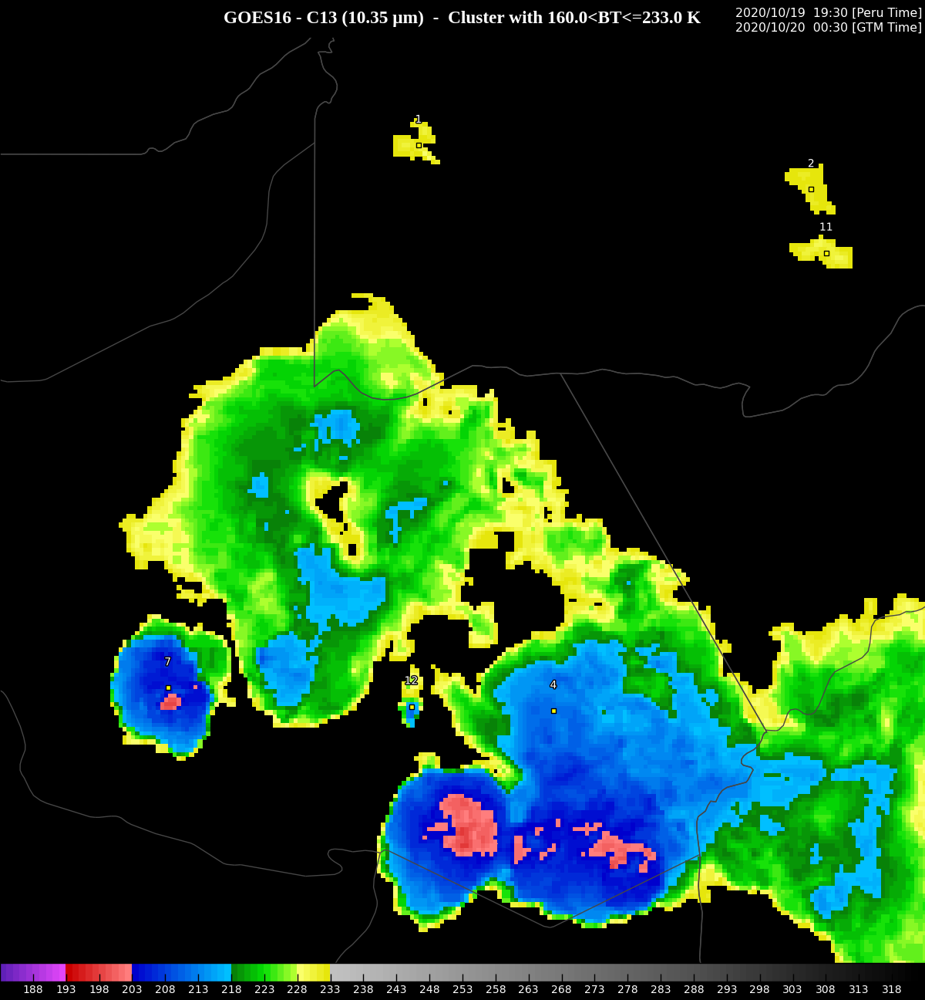 GOES16 - C13 (10.35 µm)  -  Cluster with 160.0<BT<=233.0 K
2020/10/19  19:30 [Peru Time]
2020/10/20  00:30 [GTM Time]
1
2
11
7
12
4
188 193 198 203 208 213 218 223 228 233 238 243 248 253 258 263 268 273 278 283 288 293 298 303 308 313 318